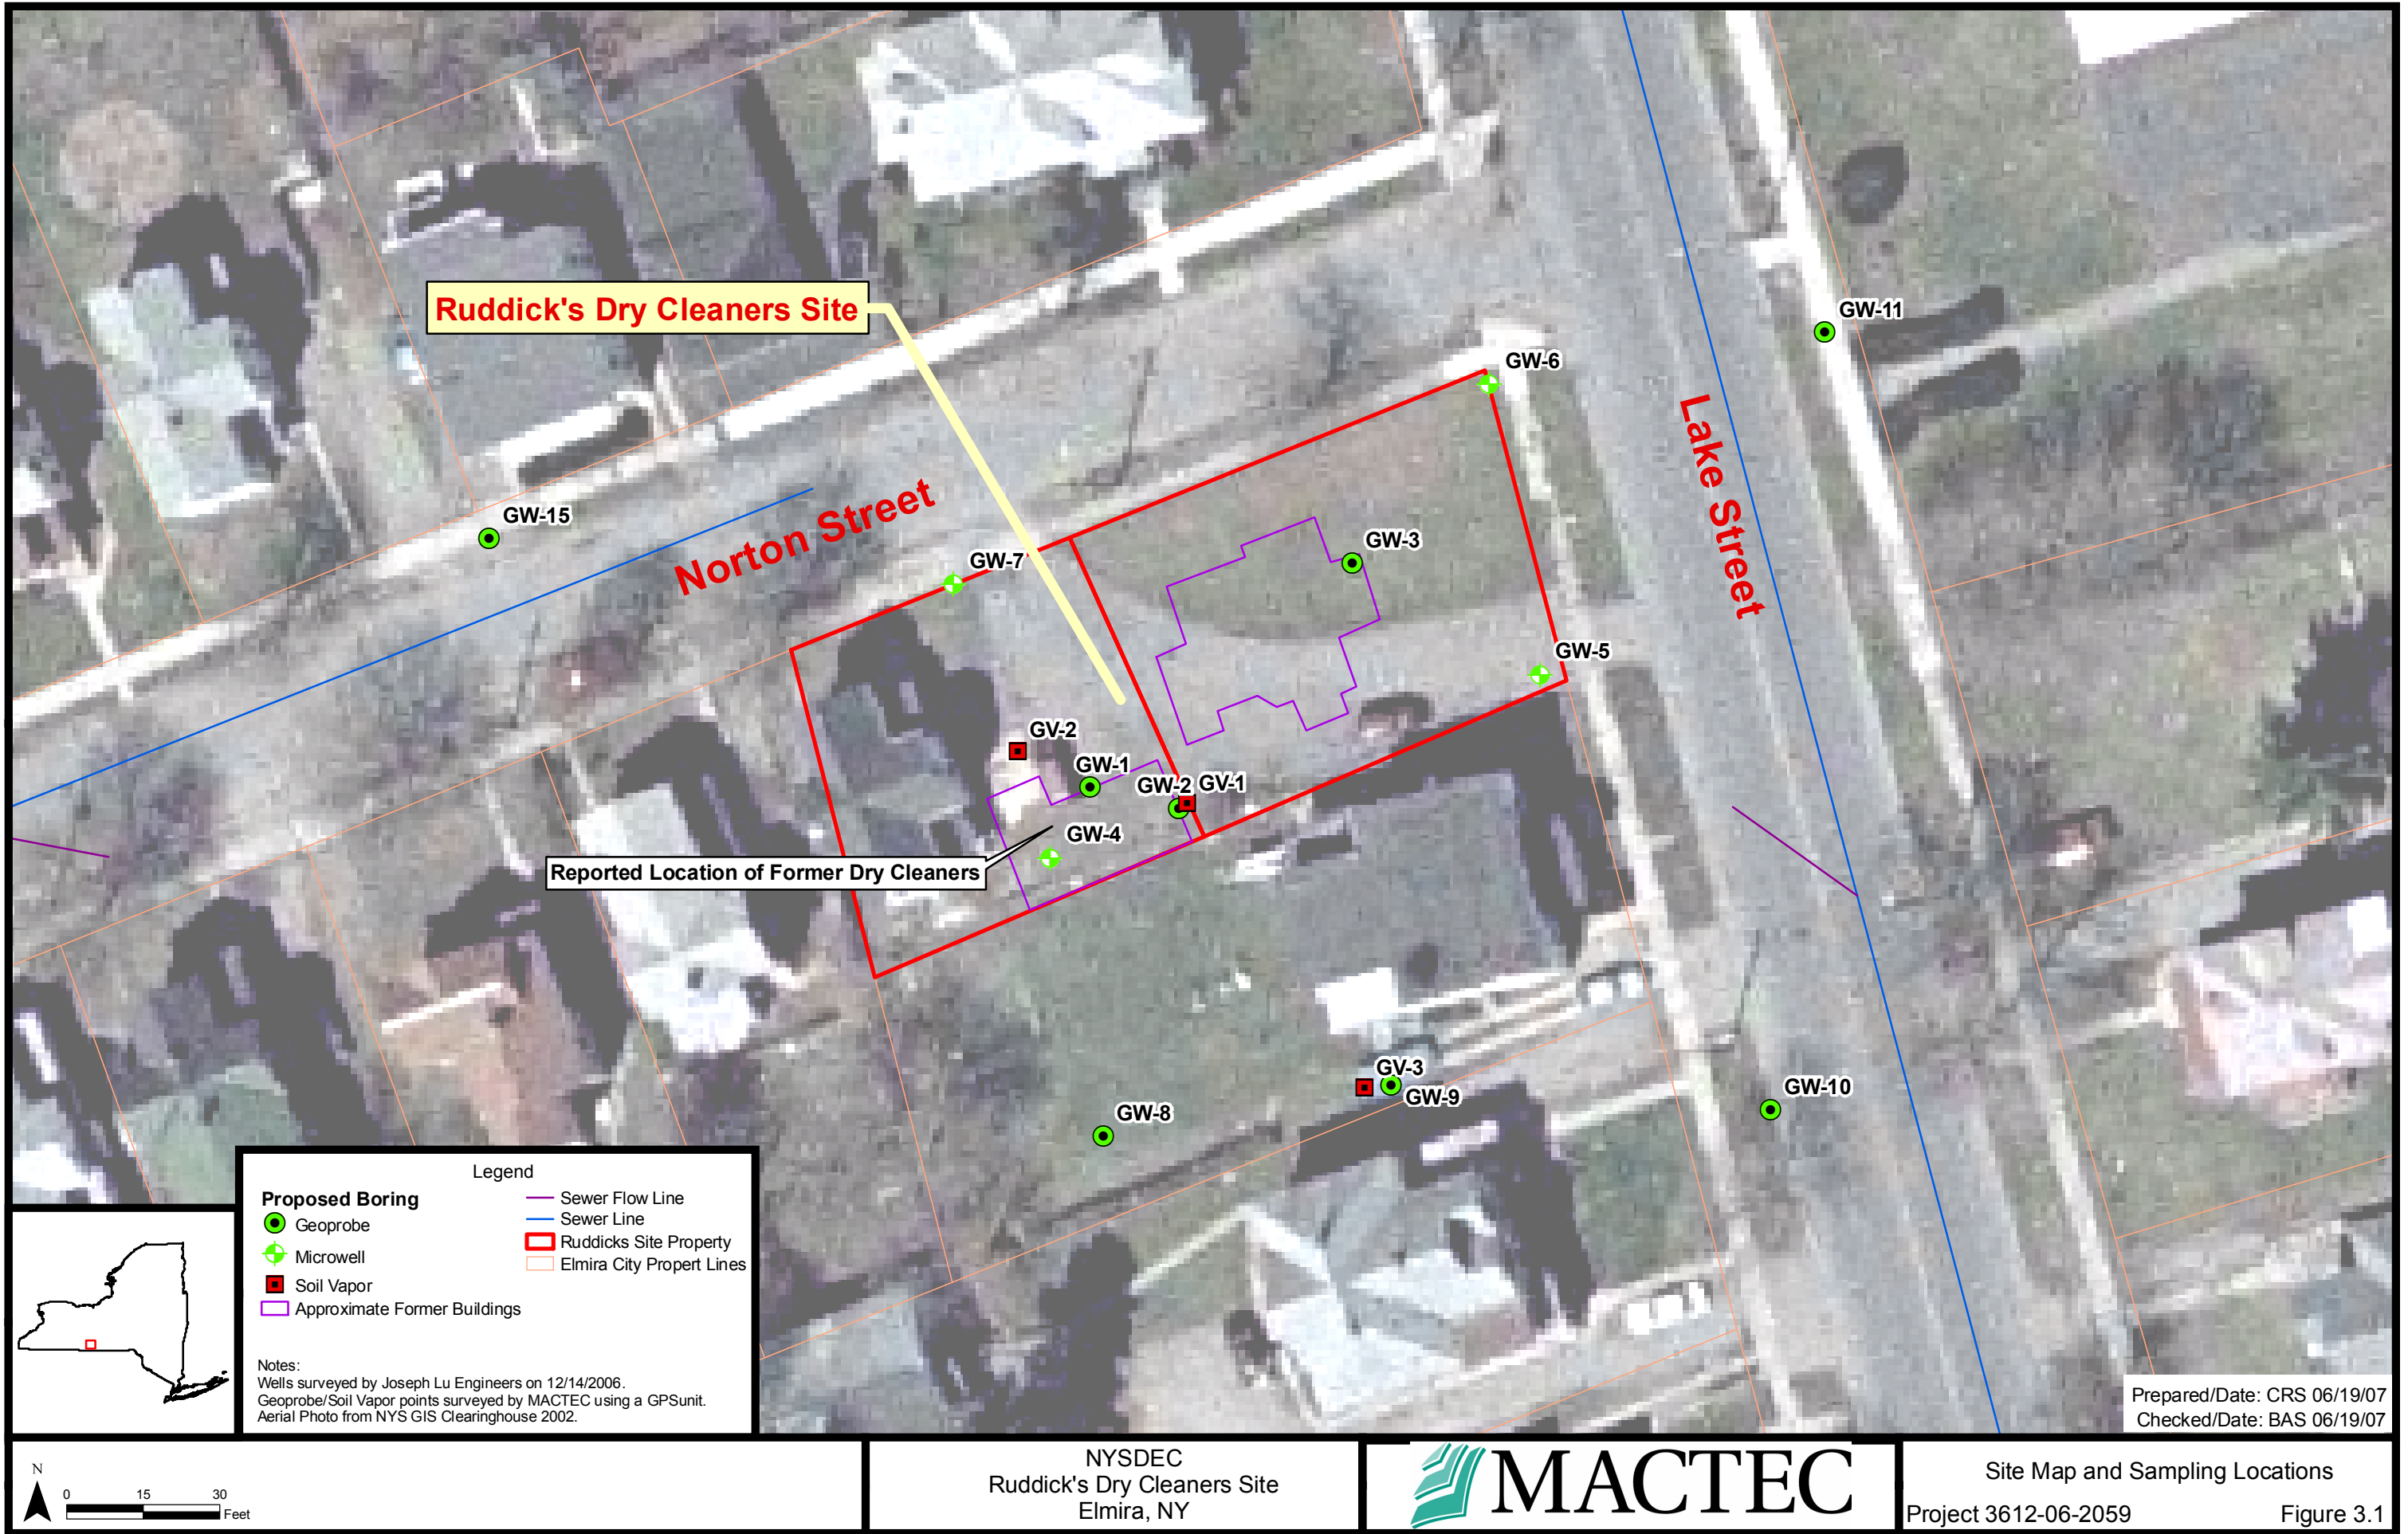 Ruddick's Dry Cleaners Site
GW-11
GW-6
Lake Street
GW-15
Norton Street
GW-7
GW-3
GW-5
GV-2
GW-1
GW-2
GV-1
GW-4
Reported Location of Former Dry Cleaners
GV-3
GW-9
GW-10
GW-8
Legend
Proposed Boring
Geoprobe
Microwell
Soil Vapor
Approximate Former Buildings
Sewer Flow Line
Sewer Line
Ruddicks Site Property
Elmira City Propert Lines
Notes:
Wells surveyed by Joseph Lu Engineers on 12/14/2006.
Geoprobe/Soil Vapor points surveyed by MACTEC using a GPSunit.
Aerial Photo from NYS GIS Clearinghouse 2002.
Prepared/Date: CRS 06/19/07
Checked/Date: BAS 06/19/07
N
0 15 30
Feet
NYSDEC
Ruddick's Dry Cleaners Site
Elmira, NY
MACTEC
Site Map and Sampling Locations
Project 3612-06-2059 Figure 3.1